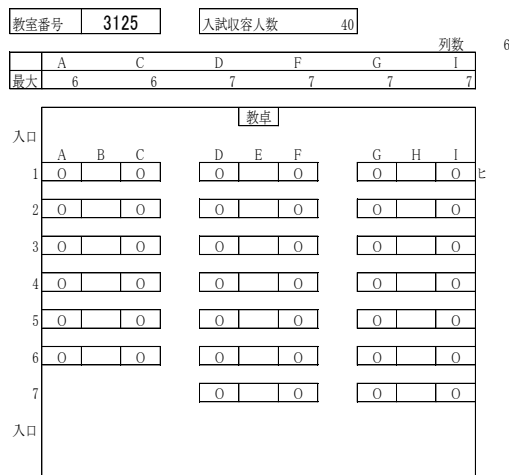 教室番号 3125 入試収容人数 40
列数 6
A C D F G I
最大 6 6 7 7 7 7
教卓
入口
A B C D E F G H I
1 O O O O O O ヒ
2 O O O O O O
3 O O O O O O
4 O O O O O O
5 O O O O O O
6 O O O O O O
7 O O O O
入口